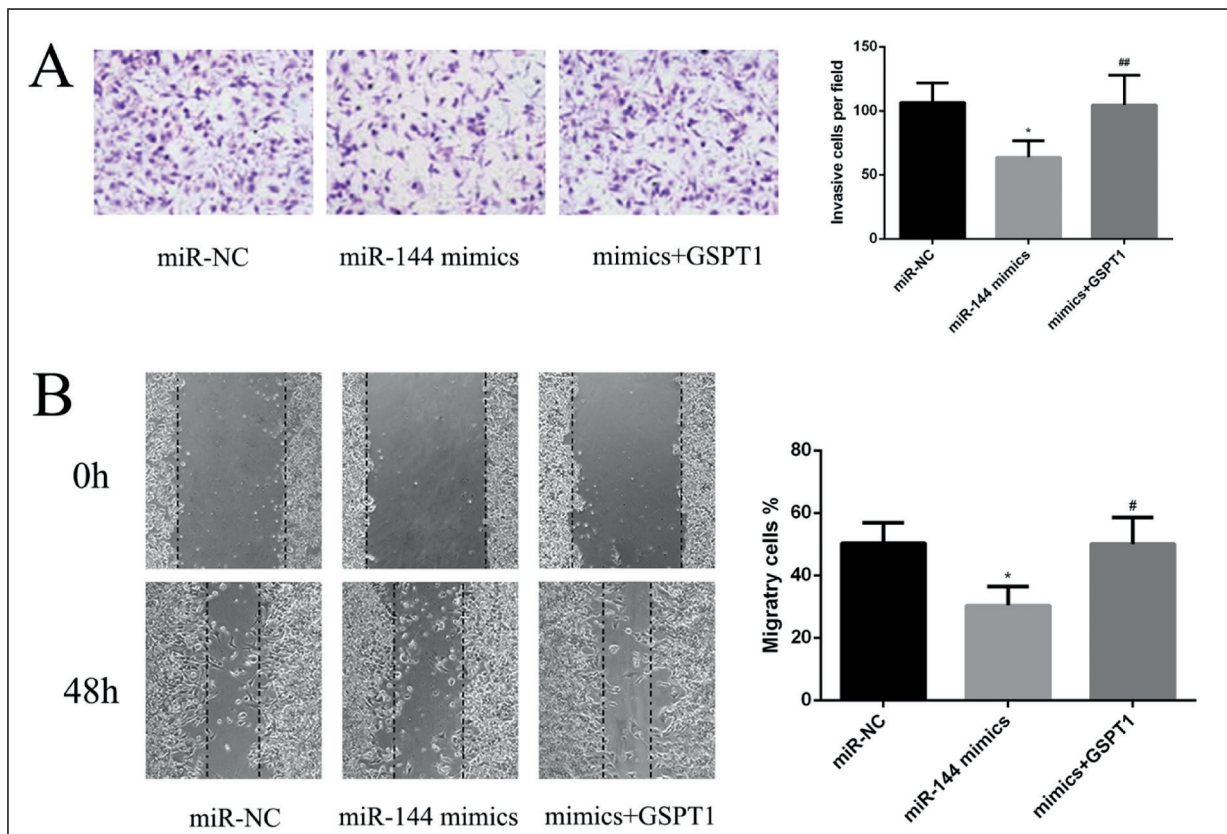 A
miR-NC
miR-144 mimics
mimics+GSPT1
Invasive cells per field
150
100
50
0
*
##
miR-NC
miR-144 mimics
mimics+GSPT1
B
0h
48h
miR-NC
miR-144 mimics
mimics+GSPT1
Migratry cells %
80
60
40
20
0
*
#
miR-NC
miR-144 mimics
mimics+GSPT1